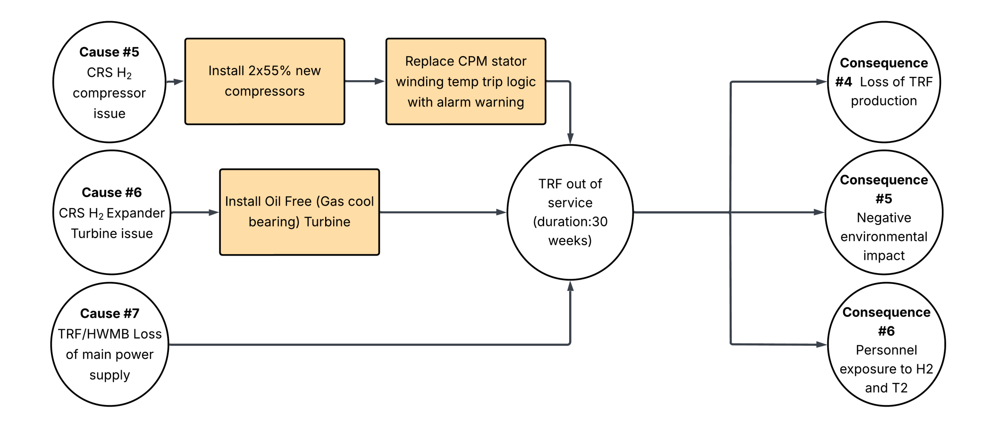 Cause #5
CRS H₂
compressor
issue
Install 2x55% new
compressors
Replace CPM stator
winding temp trip logic
with alarm warning
Consequence
#4 Loss of TRF
production
Cause #6
CRS H₂ Expander
Turbine issue
Install Oil Free (Gas cool
bearing) Turbine
TRF out of
service
(duration:30
weeks)
Consequence
#5
Negative
environmental
impact
Cause #7
TRF/HWMB Loss
of main power
supply
Consequence
#6
Personnel
exposure to H2
and T2